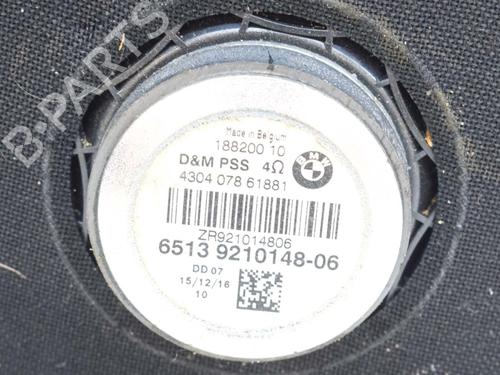 B-PARTS
Made in Belgium
188200 10
D&M PSS 4Ω
BMW
4304 078 61881
ZR921014806
6513 9210148-06
DD 07
15/12/16
10